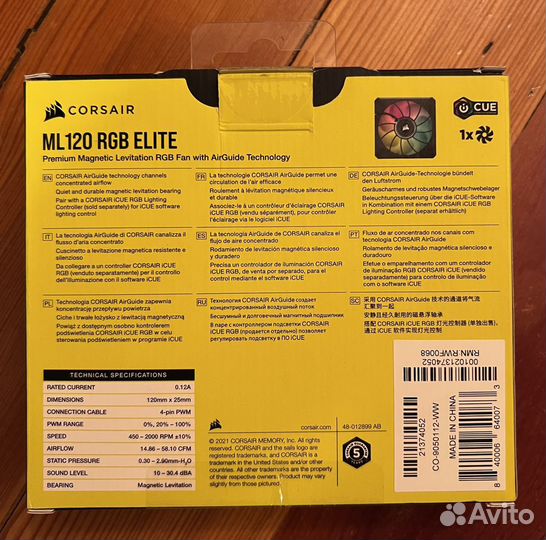 CORSAIR
ML120 RGB ELITE
Premium Magnetic Levitation RGB Fan with AirGuide Technology
iCUE
1x
EN
CORSAIR AirGuide technology channels
concentrated airflow
Quiet and durable magnetic levitation bearing
Pair with a CORSAIR iCUE RGB Lighting
Controller (sold separately) for iCUE software
lighting control
FR
La technologie CORSAIR AirGuide permet une
circulation de l'air efficace
Roulement à lévitation magnétique silencieux
et durable
Associez-le à un contrôleur d'éclairage CORSAIR
iCUE RGB (vendu séparément), pour contrôler
l'éclairage via le logiciel iCUE
DE
CORSAIR AirGuide-Technologie bündelt
den Luftstrom
Geräuscharmes und robustes Magnetschwebelager
Beleuchtungssteuerung über die iCUE-Software
in Kombination mit einem CORSAIR iCUE RGB
Lighting Controller (separat erhältlich)
IT
La tecnologia AirGuide di CORSAIR canalizza il
flusso d'aria concentrato
Cuscinetto a levitazione magnetica resistente e
silenzioso
Da collegare a un controller CORSAIR iCUE
RGB (venduto separatamente) per il controllo
dell'illuminazione con il software iCUE
ES
La tecnología AirGuide de CORSAIR canaliza el
flujo de aire concentrado
Rodamiento de levitación magnética silencioso
y duradero
Precisa un controlador de iluminación CORSAIR
iCUE RGB, de venta por separado, para el
control de iluminación mediante iCUE
PT
Fluxo de ar concentrado nos canais com
tecnologia CORSAIR AirGuide
Rolamento de levitação magnética silencioso e
duradouro
Efetue o emparelhamento com um controlador
de iluminação RGB CORSAIR iCUE (vendido
separadamente) para o controlo de iluminação
com o software iCUE
PL
Technologia CORSAIR AirGuide zapewnia
koncentrację przepływu powietrza
Ciche i trwałe łożysko z lewitacją magnetyczną
Powiąż z dostępnym osobno kontrolerem
podświetlenia CORSAIR iCUE RGB w celu
sterowania podświetleniem w programie iCUE
RU
Технология CORSAIR AirGuide создает
концентрированный воздушный поток
Бесшумный и долговечный магнитный подшипник
В паре с контроллером подсветки CORSAIR
iCUE RGB (продается отдельно) позволяет
регулировать подсветку в ПО iCUE
SC
采用 CORSAIR AirGuide 技术的通道将气流
汇到一起
安静且经久耐用的磁悬浮轴承
搭配 CORSAIR iCUE RGB 灯光控制器 (单独出售),
通过 iCUE 软件实现灯光控制
TECHNICAL SPECIFICATIONS
RATED CURRENT 0.12A
DIMENSIONS 120mm x 25mm
CONNECTION CABLE 4-pin PWM
PWM RANGE 0%, 20% – 100%
SPEED 450 – 2000 RPM ±10%
AIRFLOW 14.86 – 58.10 CFM
STATIC PRESSURE 0.30 – 2.90mm-H₂O
SOUND LEVEL 10 – 30.4 dBA
BEARING Magnetic Levitation
corsair.com
48-012899 AB
© 2021 CORSAIR MEMORY, Inc. All rights
reserved. CORSAIR and the sails logo are
registered trademarks in the United States
and/or other countries. All other trademarks
are the property of their respective owners.
Product may vary slightly from those pictured.
5
21374052
CO-9050112-WW
001021374052
RMN: RWF0068
MADE IN CHINA
8 40006 64007 3
Avito